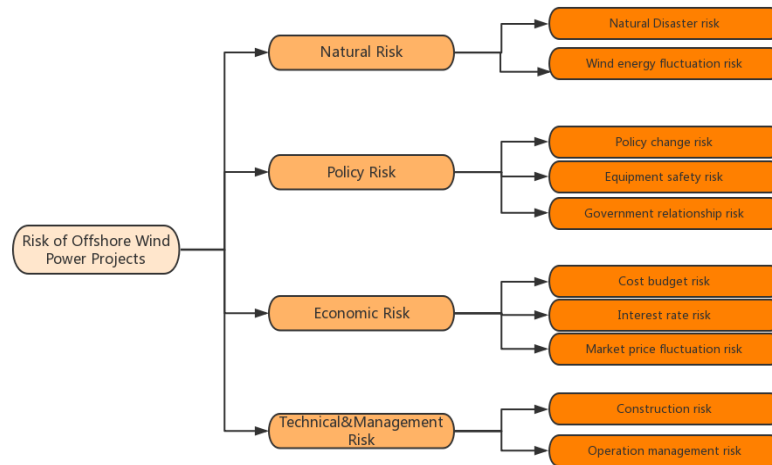 Natural Disaster risk
Natural Risk
Wind energy fluctuation risk
Policy change risk
Policy Risk
Equipment safety risk
Government relationship risk
Risk of Offshore Wind
Power Projects
Cost budget risk
Economic Risk
Interest rate risk
Market price fluctuation risk
Construction risk
Technical&Management
Risk
Operation management risk